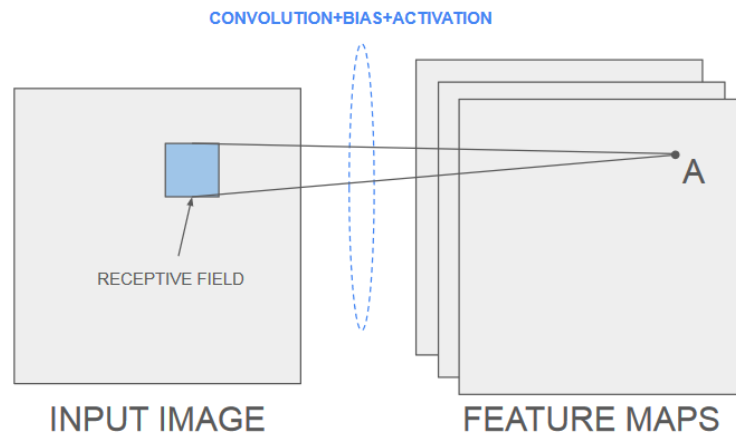 CONVOLUTION+BIAS+ACTIVATION
A
RECEPTIVE FIELD
INPUT IMAGE
FEATURE MAPS